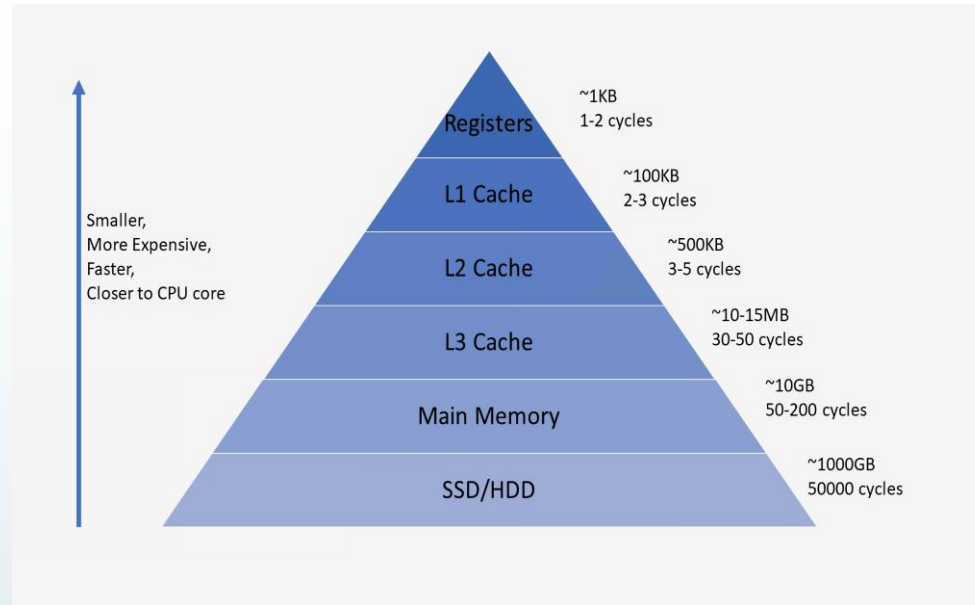 Registers
~1KB
1-2 cycles
L1 Cache
~100KB
2-3 cycles
Smaller,
More Expensive,
Faster,
Closer to CPU core
L2 Cache
~500KB
3-5 cycles
L3 Cache
~10-15MB
30-50 cycles
Main Memory
~10GB
50-200 cycles
SSD/HDD
~1000GB
50000 cycles